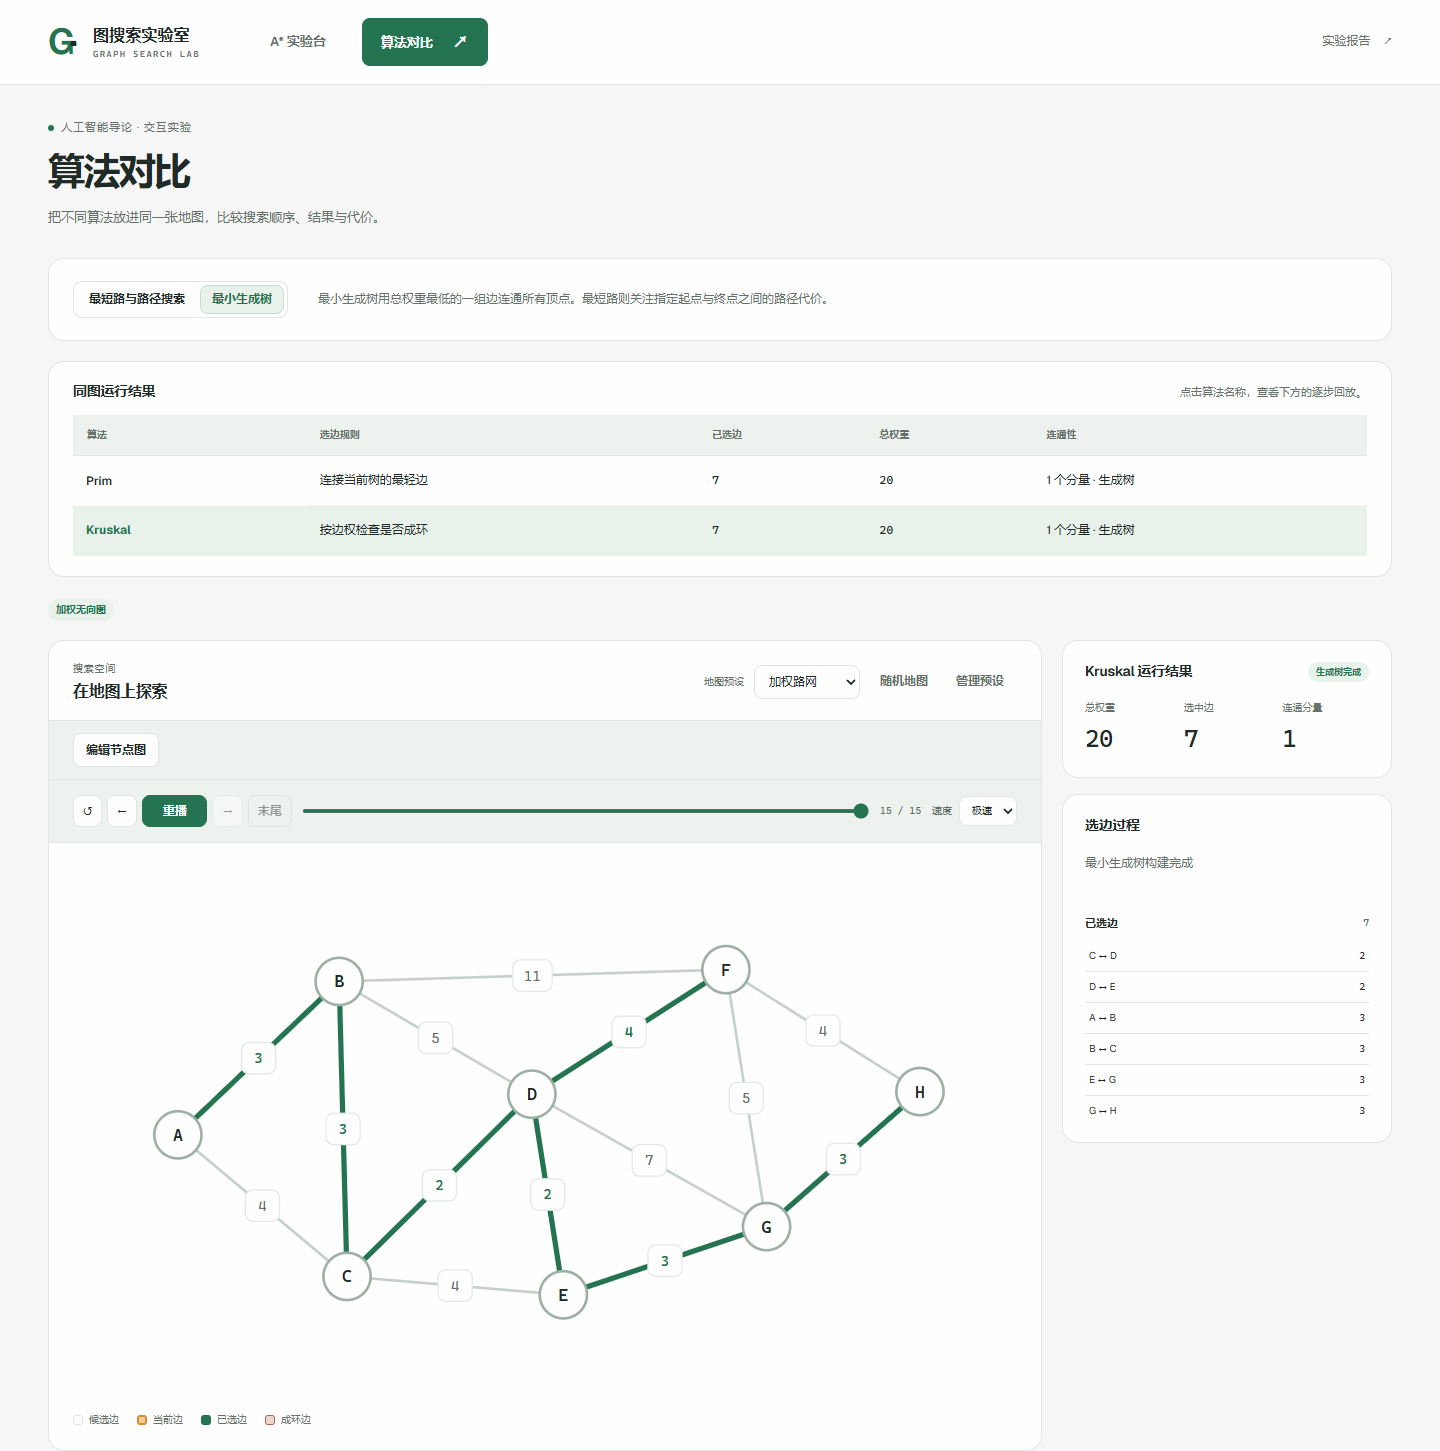 图搜索实验室
GRAPH SEARCH LAB
A* 实验台
算法对比 ↗
实验报告 ↗
人工智能导论 · 交互实验
算法对比
把不同算法放进同一张地图，比较搜索顺序、结果与代价。
最短路与路径搜索
最小生成树
最小生成树用总权重最低的一组边连通所有顶点。最短路则关注指定起点与终点之间的路径代价。
同图运行结果
点击算法名称，查看下方的逐步回放。
算法 选边规则 已选边 总权重 连通性
Prim 连接当前树的最轻边 7 20 1 个分量 · 生成树
Kruskal 按边权检查是否成环 7 20 1 个分量 · 生成树
加权无向图
搜索空间
在地图上探索
地图预设 加权路网 随机地图 管理预设
编辑节点图
↺ ← 重播 → 末尾 15 / 15 速度 极速
B 11 F
5 4 4
3 D 5 H
A 3 7 3
4 2 2
G
C 4 E 3
候选边 当前边 已选边 成环边
Kruskal 运行结果 生成树完成
总权重 选中边 连通分量
20 7 1
选边过程
最小生成树构建完成
已选边 7
C ↔ D 2
D ↔ E 2
A ↔ B 3
B ↔ C 3
E ↔ G 3
G ↔ H 3